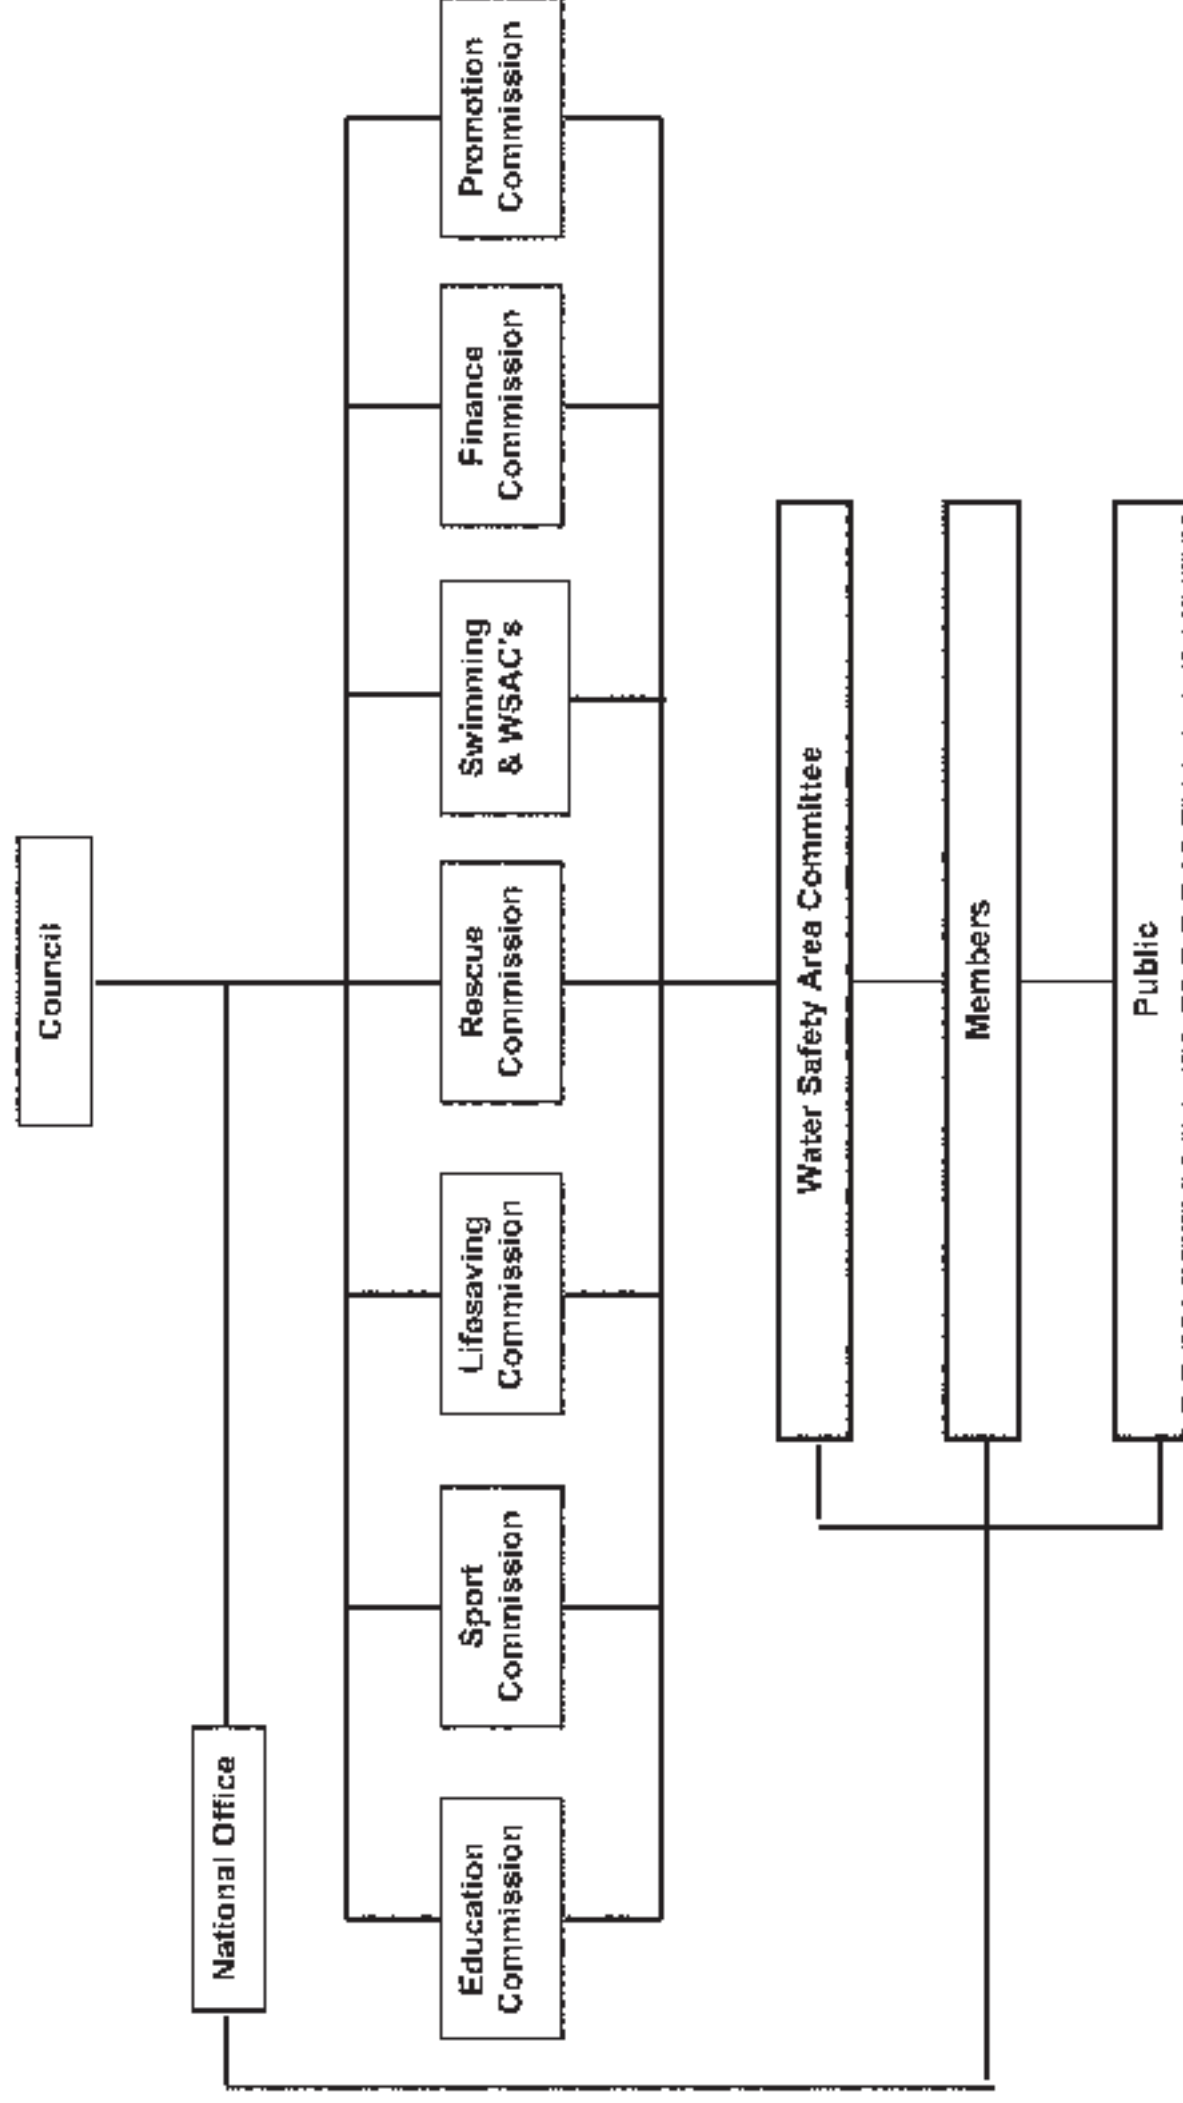 Council
National Office
Education
Commission
Sport
Commission
Lifesaving
Commission
Rescue
Commission
Swimming
& WSAC's
Finance
Commission
Promotion
Commission
Water Safety Area Committee
Members
Public